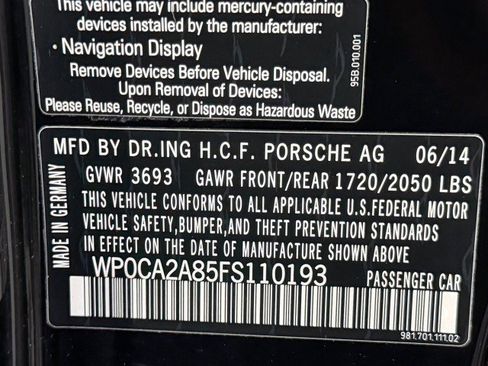 This vehicle may include mercury-containing
devices installed by the manufacturer:
• Navigation Display
Remove Devices Before Vehicle Disposal.
Upon Removal of Devices:
Please Reuse, Recycle, or Dispose as Hazardous Waste
95B.010.001
MFD BY DR.ING H.C.F. PORSCHE AG 06/14
GVWR 3693 GAWR FRONT/REAR 1720/2050 LBS
THIS VEHICLE CONFORMS TO ALL APPLICABLE U.S.FEDERAL MOTOR
VEHICLE SAFETY,BUMPER,AND THEFT PREVENTION STANDARDS
IN EFFECT ON THE DATE OF MANUFACTURE SHOWN ABOVE
WP0CA2A85FS110193 PASSENGER CAR
MADE IN GERMANY
981.701.111.02